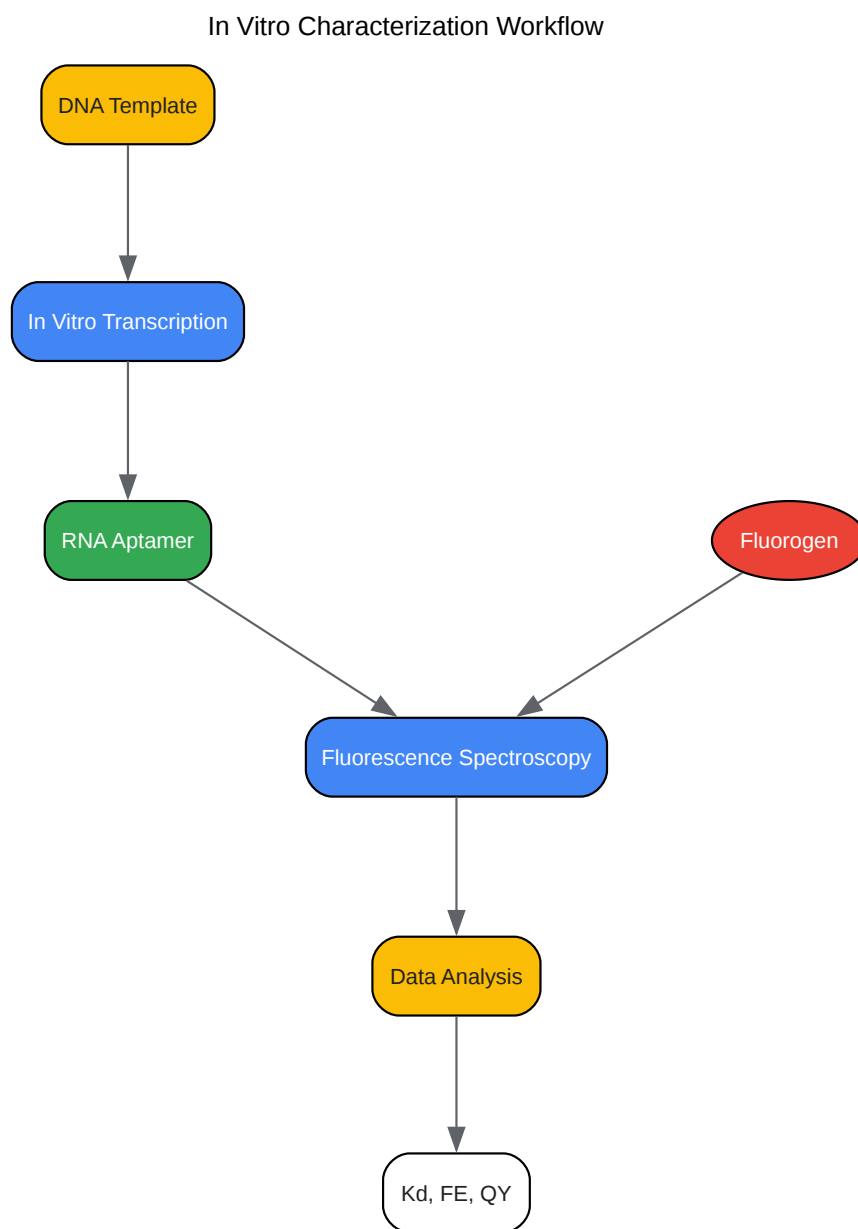 In Vitro Characterization Workflow
DNA Template
In Vitro Transcription
RNA Aptamer
Fluorogen
Fluorescence Spectroscopy
Data Analysis
Kd, FE, QY